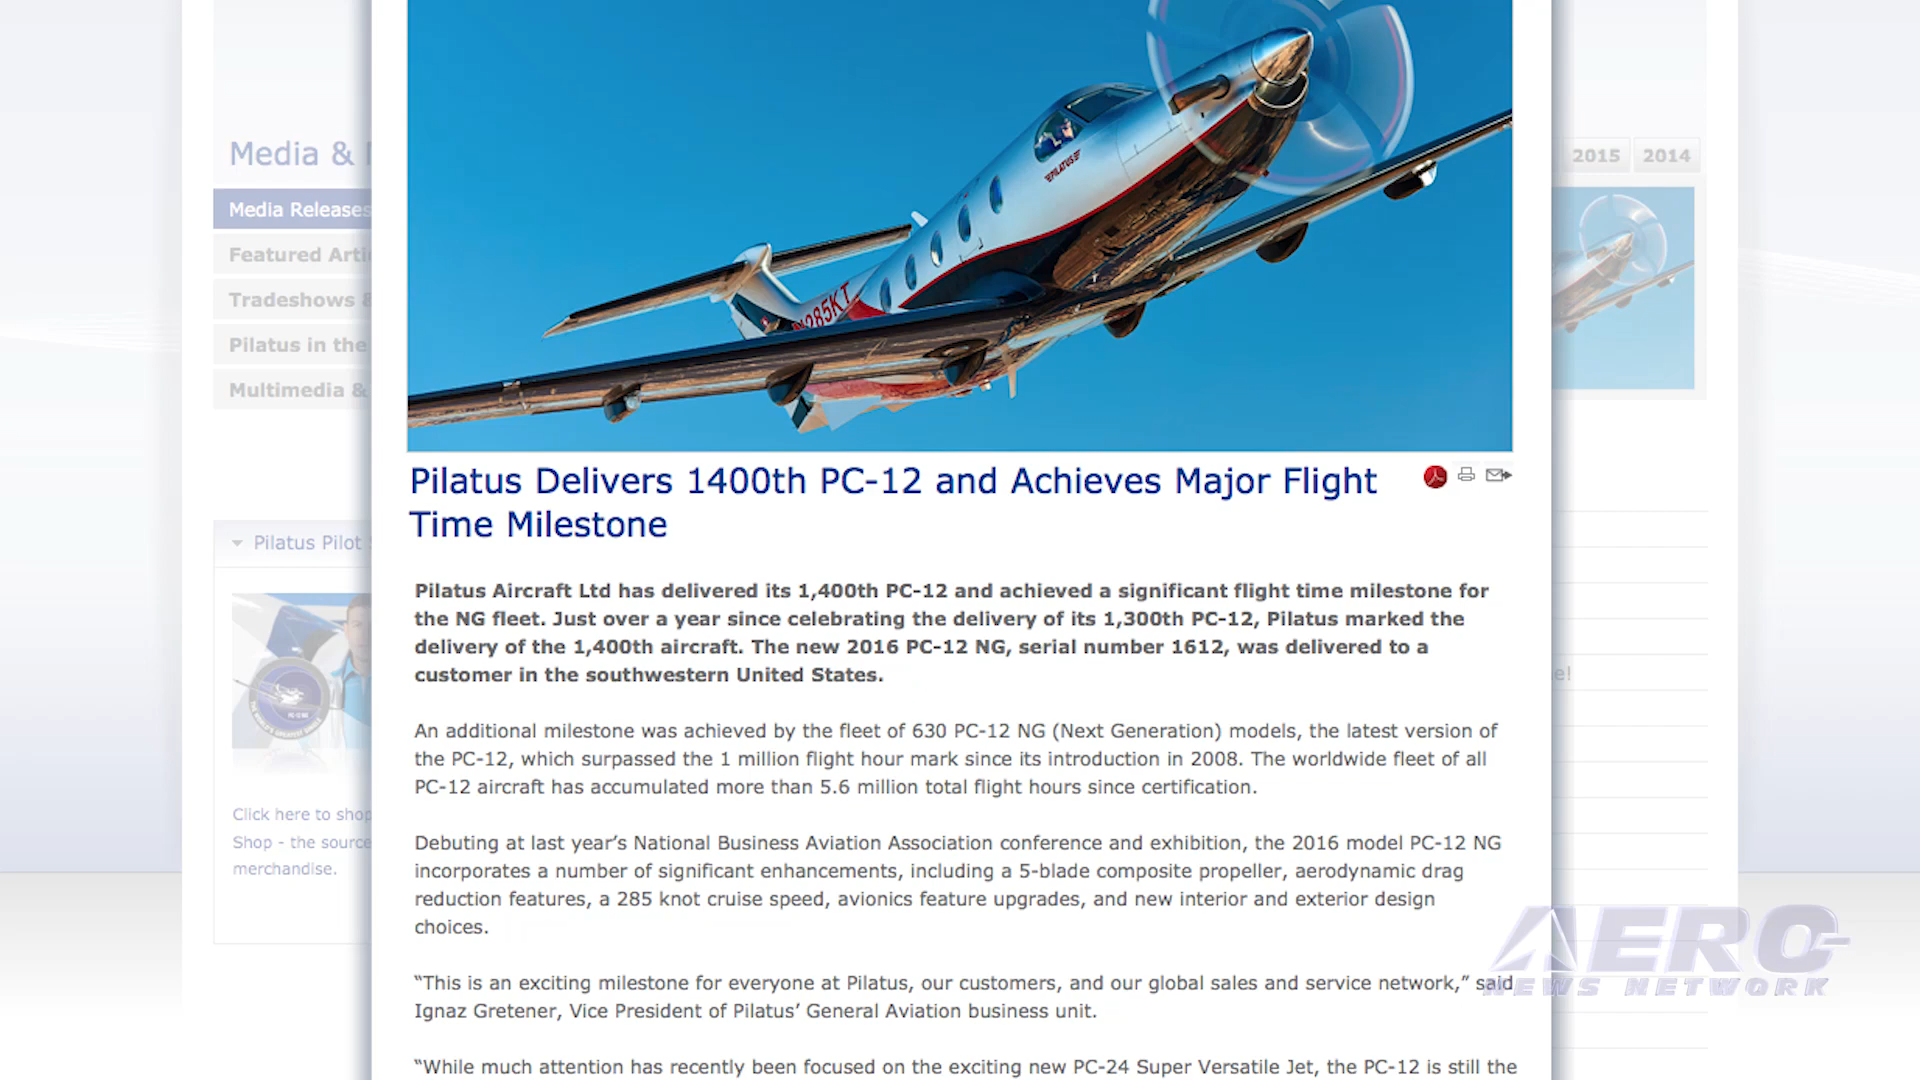 Media &
2015
2014
Media Releases
Featured Arti
Tradeshows &
Pilatus in the
Multimedia &
PILATUS
N285KT
Pilatus Delivers 1400th PC-12 and Achieves Major Flight
Time Milestone
Pilatus Pilot
Pilatus Aircraft Ltd has delivered its 1,400th PC-12 and achieved a significant flight time milestone for
the NG fleet. Just over a year since celebrating the delivery of its 1,300th PC-12, Pilatus marked the
delivery of the 1,400th aircraft. The new 2016 PC-12 NG, serial number 1612, was delivered to a
customer in the southwestern United States.
e!
An additional milestone was achieved by the fleet of 630 PC-12 NG (Next Generation) models, the latest version of
the PC-12, which surpassed the 1 million flight hour mark since its introduction in 2008. The worldwide fleet of all
PC-12 aircraft has accumulated more than 5.6 million total flight hours since certification.
Click here to shop
Shop - the source
merchandise.
Debuting at last year’s National Business Aviation Association conference and exhibition, the 2016 model PC-12 NG
incorporates a number of significant enhancements, including a 5-blade composite propeller, aerodynamic drag
reduction features, a 285 knot cruise speed, avionics feature upgrades, and new interior and exterior design
choices.
“This is an exciting milestone for everyone at Pilatus, our customers, and our global sales and service network,” said
Ignaz Gretener, Vice President of Pilatus’ General Aviation business unit.
“While much attention has recently been focused on the exciting new PC-24 Super Versatile Jet, the PC-12 is still the
AERO-
NEWS NETWORK